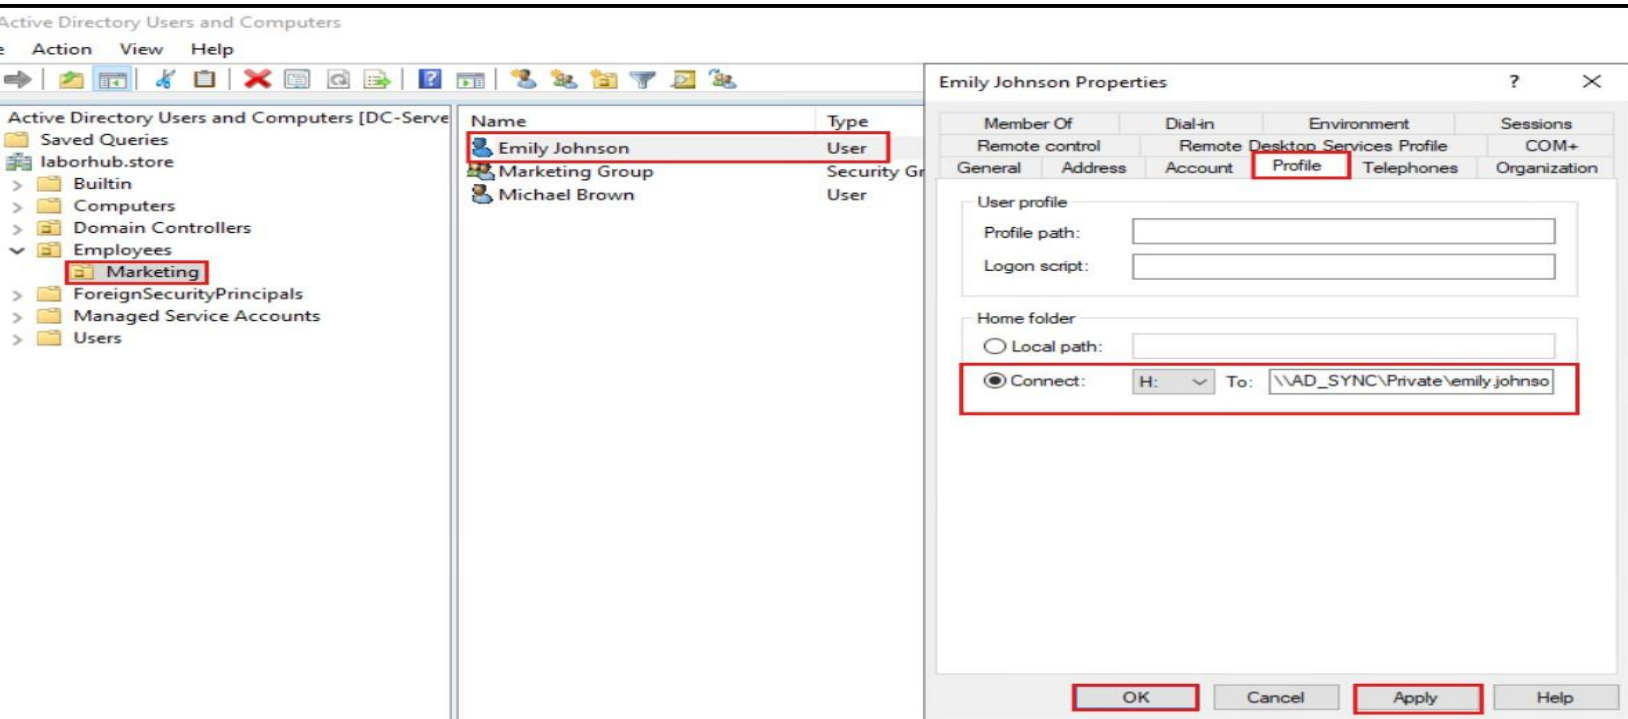 Active Directory Users and Computers
Action View Help
Active Directory Users and Computers [DC-Serve
Saved Queries
laborhub.store
Builtin
Computers
Domain Controllers
Employees
Marketing
ForeignSecurityPrincipals
Managed Service Accounts
Users
Name Type
Emily Johnson User
Marketing Group Security Gr
Michael Brown User
Emily Johnson Properties ? ×
Member Of Dial-in Environment Sessions
Remote control Remote Desktop Services Profile COM+
General Address Account Profile Telephones Organization
User profile
Profile path:
Logon script:
Home folder
Local path:
Connect: H: To: \\AD_SYNC\Private\emily.johnso
OK Cancel Apply Help